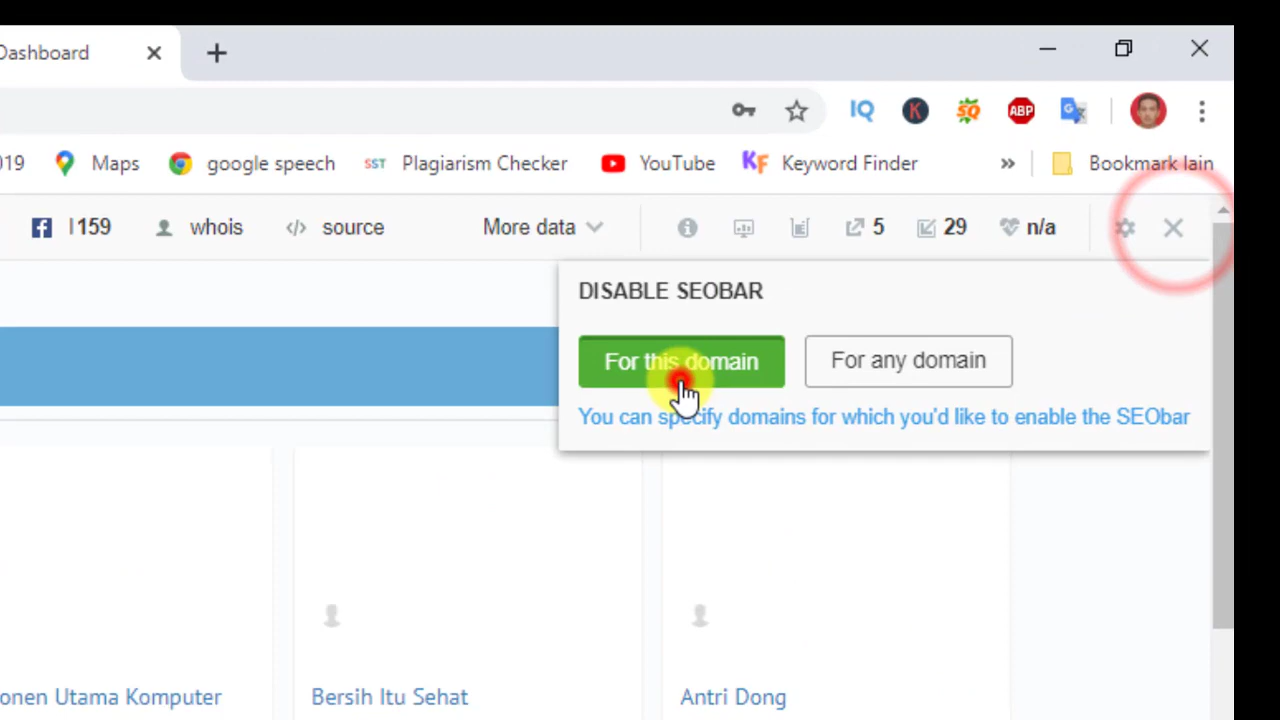 Dashboard
IQ K SQ ABP G
019 Maps google speech SST Plagiarism Checker YouTube KF Keyword Finder » Bookmark lain
f l 159 whois </> source More data 5 29 n/a
DISABLE SEOBAR
For this domain For any domain
You can specify domains for which you'd like to enable the SEObar
onen Utama Komputer Bersih Itu Sehat Antri Dong